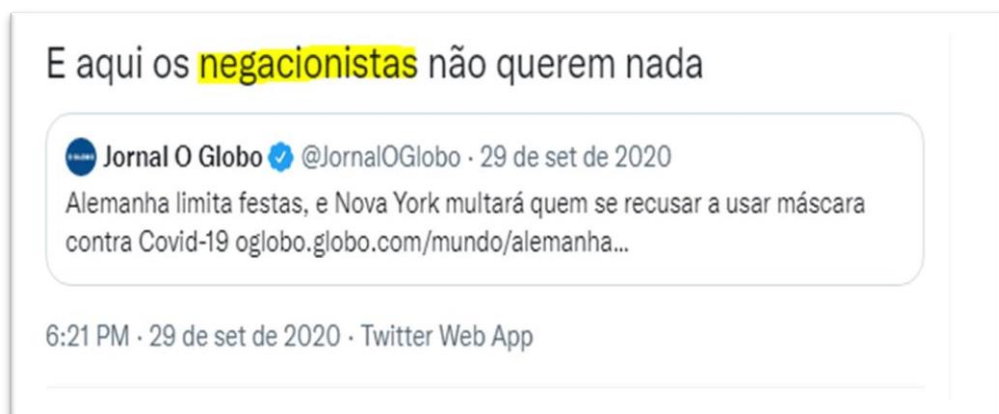 E aqui os negacionistas não querem nada
Jornal O Globo @JornalOGlobo · 29 de set de 2020
Alemanha limita festas, e Nova York multará quem se recusar a usar máscara
contra Covid-19 oglobo.globo.com/mundo/alemanha...
6:21 PM · 29 de set de 2020 · Twitter Web App